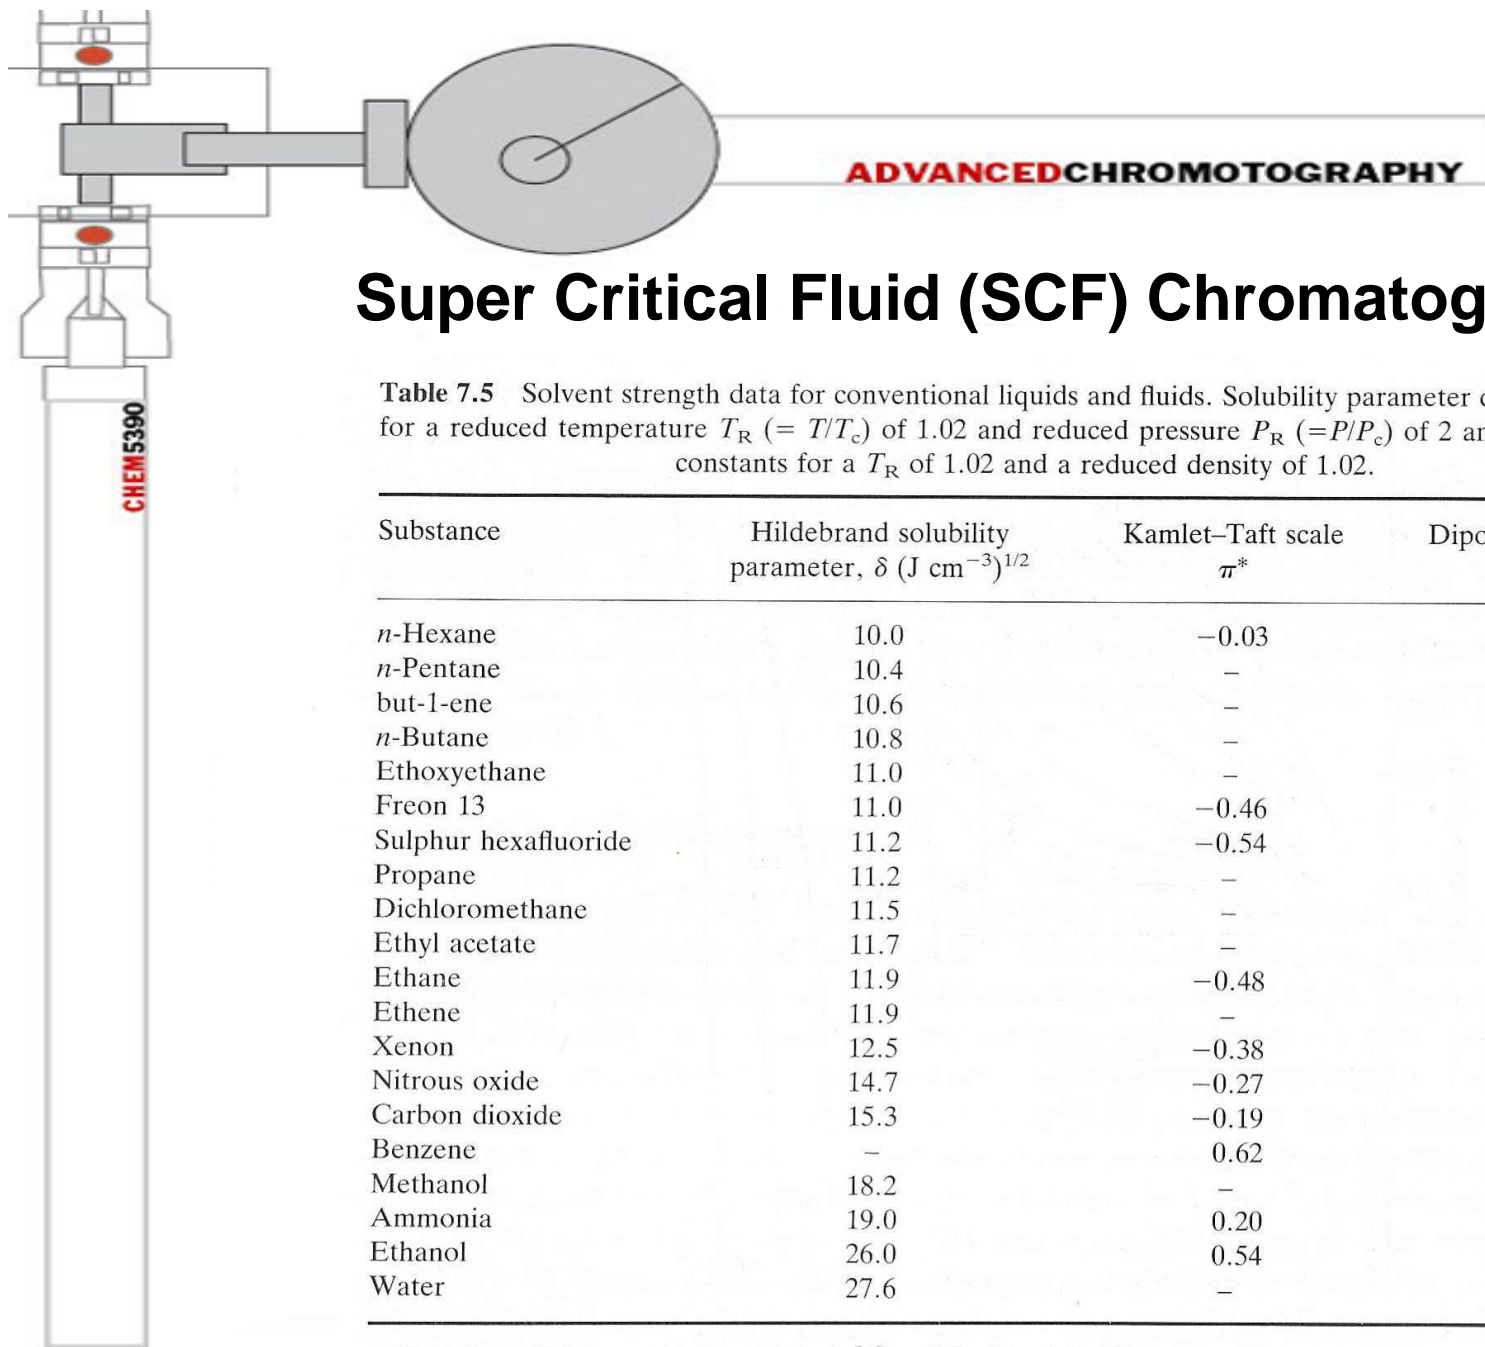 ADVANCEDCHROMOTOGRAPHY
Super Critical Fluid (SCF) Chromatog
CHEM5390
Table 7.5 Solvent strength data for conventional liquids and fluids. Solubility parameter
for a reduced temperature T_R (= T/T_c) of 1.02 and reduced pressure P_R (=P/P_c) of 2
constants for a T_R of 1.02 and a reduced density of 1.02.
Substance Hildebrand solubility Kamlet–Taft scale Dipo
parameter, δ (J cm⁻³)^1/2 π*
n-Hexane 10.0 −0.03
n-Pentane 10.4 –
but-1-ene 10.6 –
n-Butane 10.8 –
Ethoxyethane 11.0 –
Freon 13 11.0 −0.46
Sulphur hexafluoride 11.2 −0.54
Propane 11.2 –
Dichloromethane 11.5 –
Ethyl acetate 11.7 –
Ethane 11.9 −0.48
Ethene 11.9 –
Xenon 12.5 −0.38
Nitrous oxide 14.7 −0.27
Carbon dioxide 15.3 −0.19
Benzene – 0.62
Methanol 18.2 –
Ammonia 19.0 0.20
Ethanol 26.0 0.54
Water 27.6 –